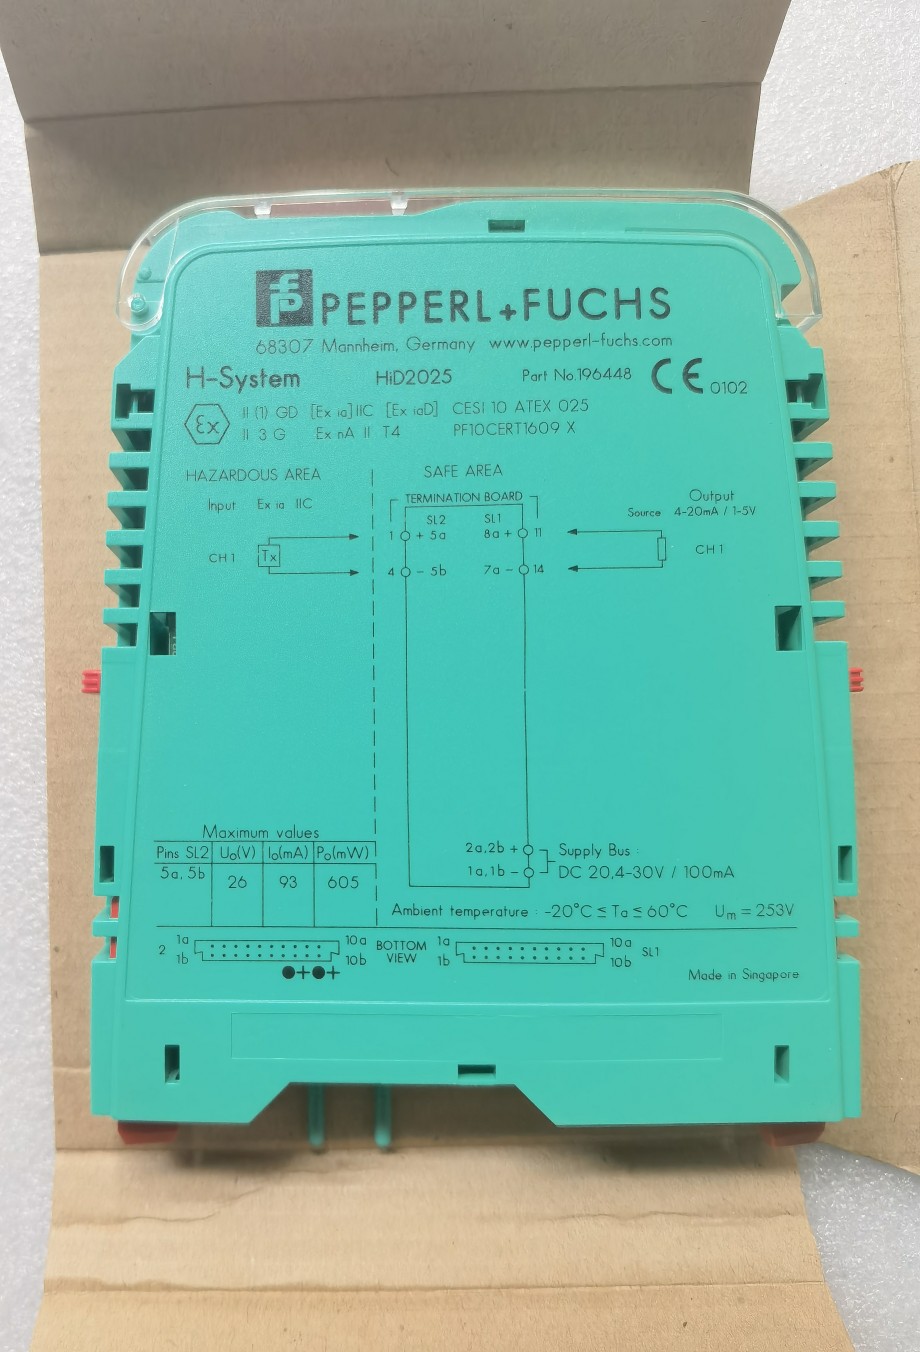 PEPPERL+FUCHS
68307 Mannheim, Germany www.pepperl-fuchs.com
H-System HiD2025 Part No.196448 CE 0102
Ex II (1) GD [Ex ia] IIC [Ex iaD] CESI 10 ATEX 025
II 3 G Ex nA II T4 PF10CERT1609 X
HAZARDOUS AREA SAFE AREA
Input Ex ia IIC
TERMINATION BOARD
Output
Source 4-20mA / 1-5V
SL2 SL1
1 + 5a 8a + 11
CH 1 Tx
CH 1
4 - 5b 7a - 14
Maximum values
Pins SL2 Uo(V) Io(mA) Po(mW)
5a, 5b 26 93 605
2a,2b + Supply Bus :
1a,1b - DC 20,4-30V / 100mA
Ambient temperature : -20°C ≤ Ta ≤ 60°C Um = 253V
2 1a 10a BOTTOM 1a 10a SL1
1b 10b VIEW 1b 10b
●+●+
Made in Singapore